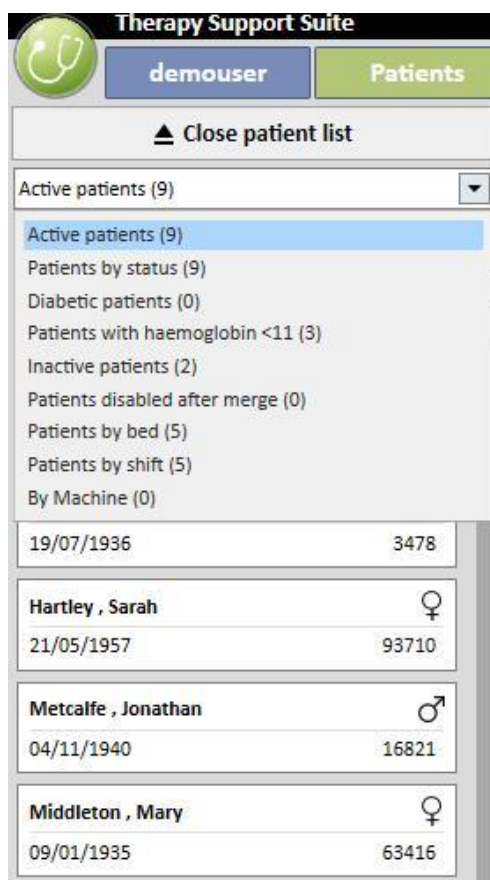 Therapy Support Suite
demouser
Patients
Close patient list
Active patients (9)
Active patients (9)
Patients by status (9)
Diabetic patients (0)
Patients with haemoglobin <11 (3)
Inactive patients (2)
Patients disabled after merge (0)
Patients by bed (5)
Patients by shift (5)
By Machine (0)
19/07/1936 3478
Hartley , Sarah
21/05/1957 93710
Metcalfe , Jonathan
04/11/1940 16821
Middleton , Mary
09/01/1935 63416